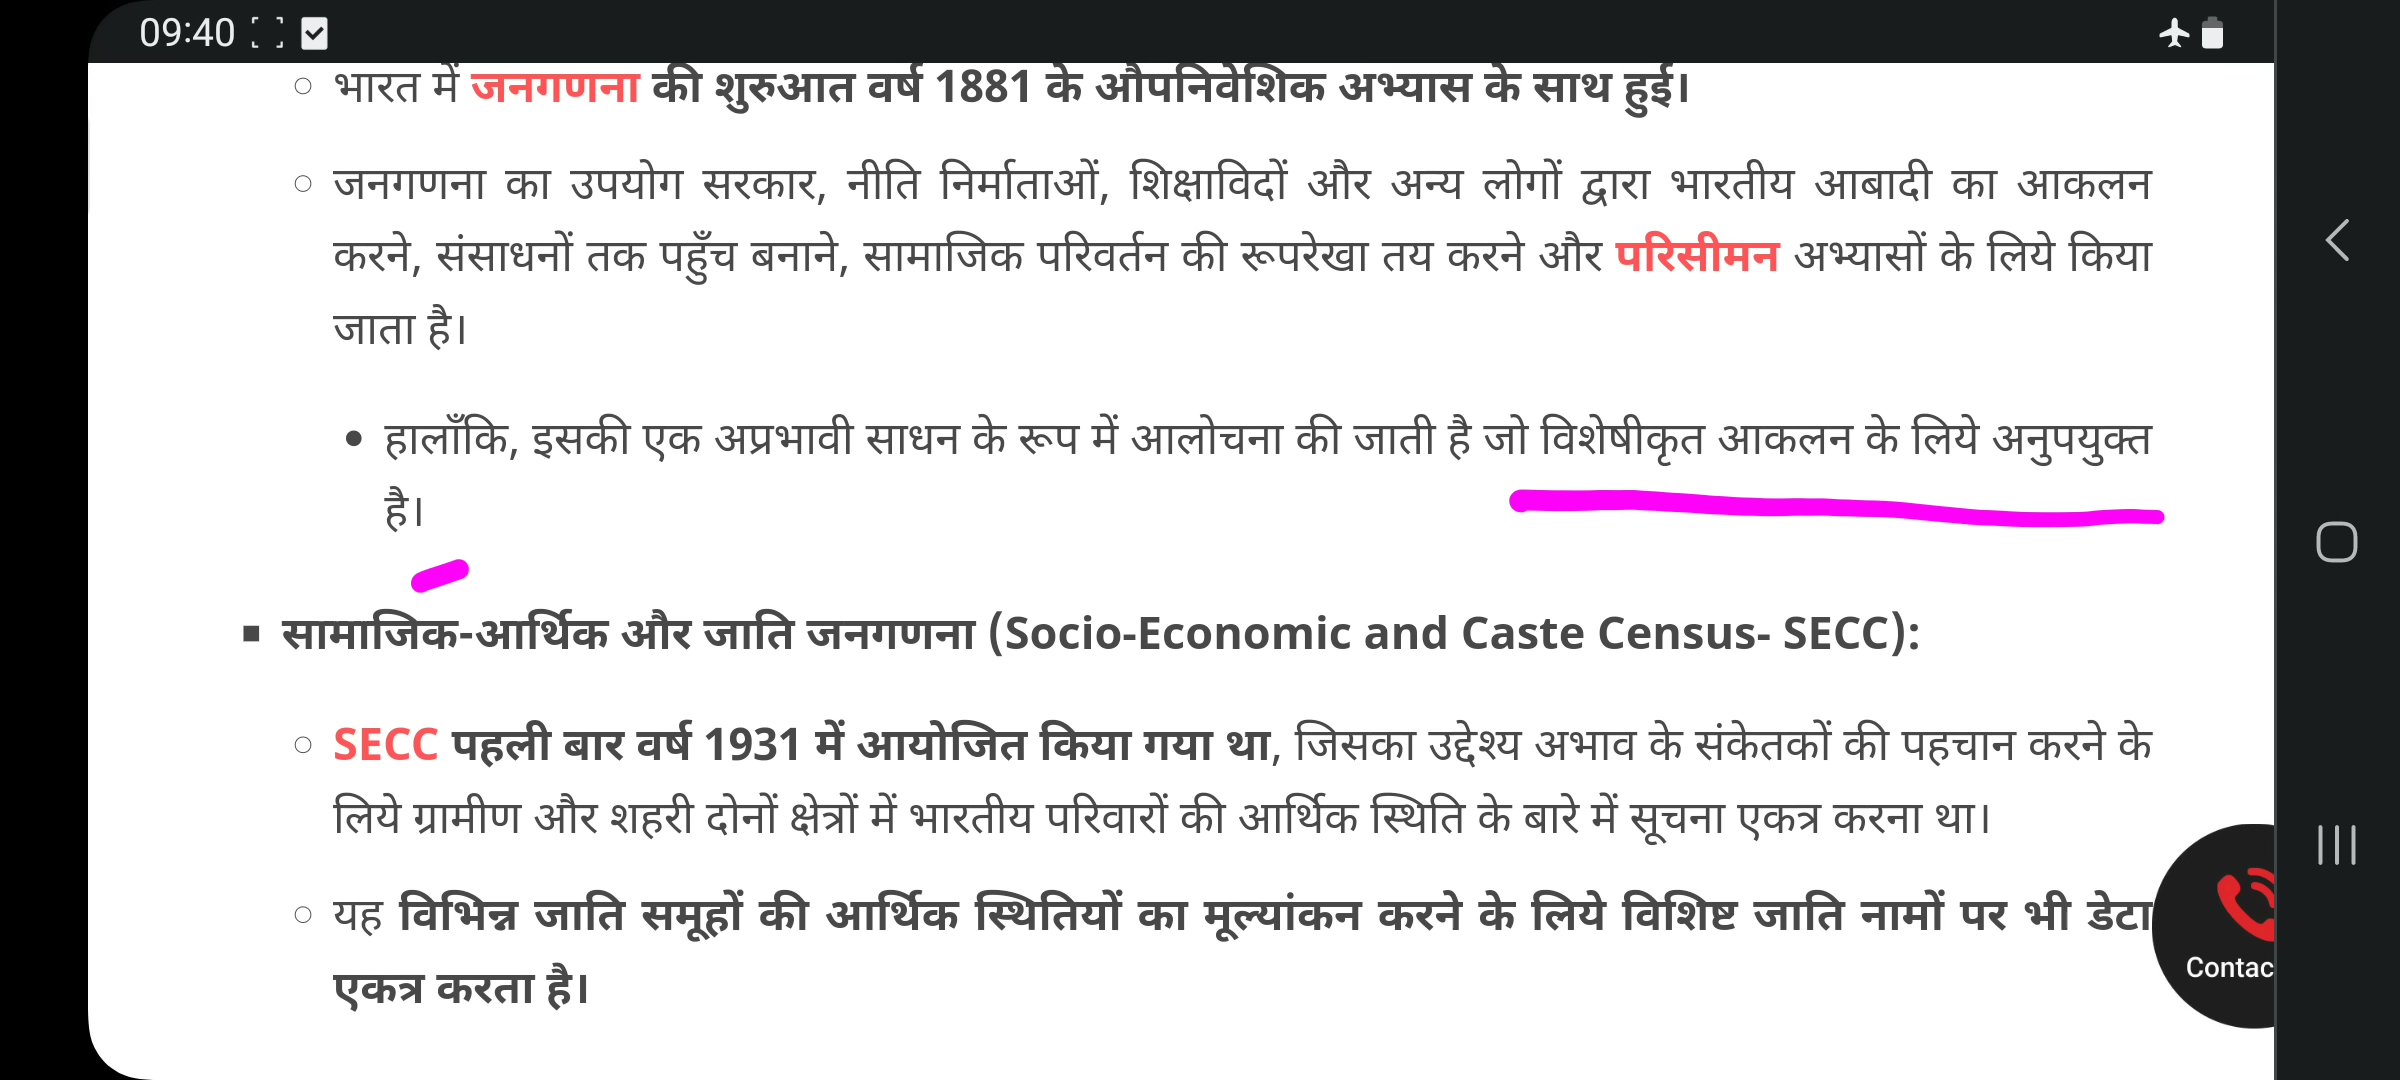 09:40
भारत में जनगणना की शुरुआत वर्ष 1881 के औपनिवेशिक अभ्यास के साथ हुई।
जनगणना का उपयोग सरकार, नीति निर्माताओं, शिक्षाविदों और अन्य लोगों द्वारा भारतीय आबादी का आकलन
करने, संसाधनों तक पहुँच बनाने, सामाजिक परिवर्तन की रूपरेखा तय करने और परिसीमन अभ्यासों के लिये किया
जाता है।
हालाँकि, इसकी एक अप्रभावी साधन के रूप में आलोचना की जाती है जो विशेषीकृत आकलन के लिये अनुपयुक्त
है।
सामाजिक-आर्थिक और जाति जनगणना (Socio-Economic and Caste Census- SECC):
SECC पहली बार वर्ष 1931 में आयोजित किया गया था, जिसका उद्देश्य अभाव के संकेतकों की पहचान करने के
लिये ग्रामीण और शहरी दोनों क्षेत्रों में भारतीय परिवारों की आर्थिक स्थिति के बारे में सूचना एकत्र करना था।
यह विभिन्न जाति समूहों की आर्थिक स्थितियों का मूल्यांकन करने के लिये विशिष्ट जाति नामों पर भी डेटा
एकत्र करता है।
Contac